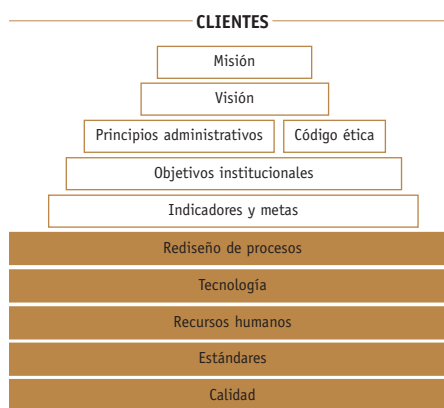 CLIENTES
Misión
Visión
Principios administrativos
Código ética
Objetivos institucionales
Indicadores y metas
Rediseño de procesos
Tecnología
Recursos humanos
Estándares
Calidad